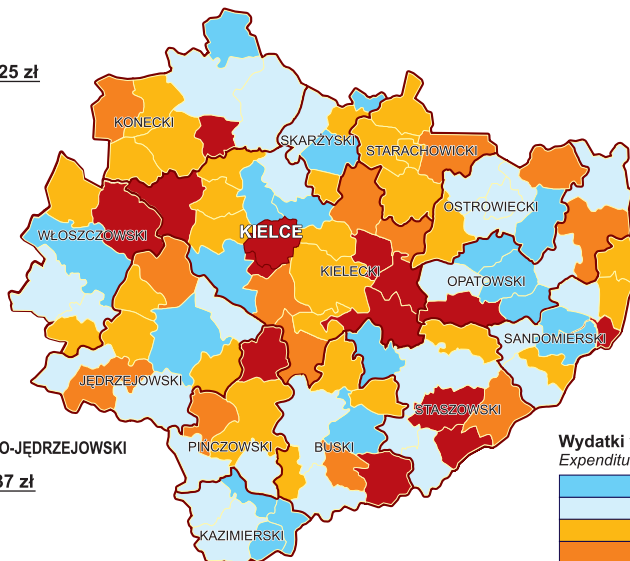 25 zł
KONECKI
SKARŻYSKI
STARACHOWICKI
OSTROWIECKI
WŁOSZCZOWSKI
KIELCE
KIELECKI
OPATOWSKI
SANDOMIERSKI
JĘDRZEJOWSKI
STASZOWSKI
O-JĘDRZEJOWSKI
PIŃCZOWSKI
BUSKI
37 zł
Wydatki
Expenditu
KAZIMIERSKI